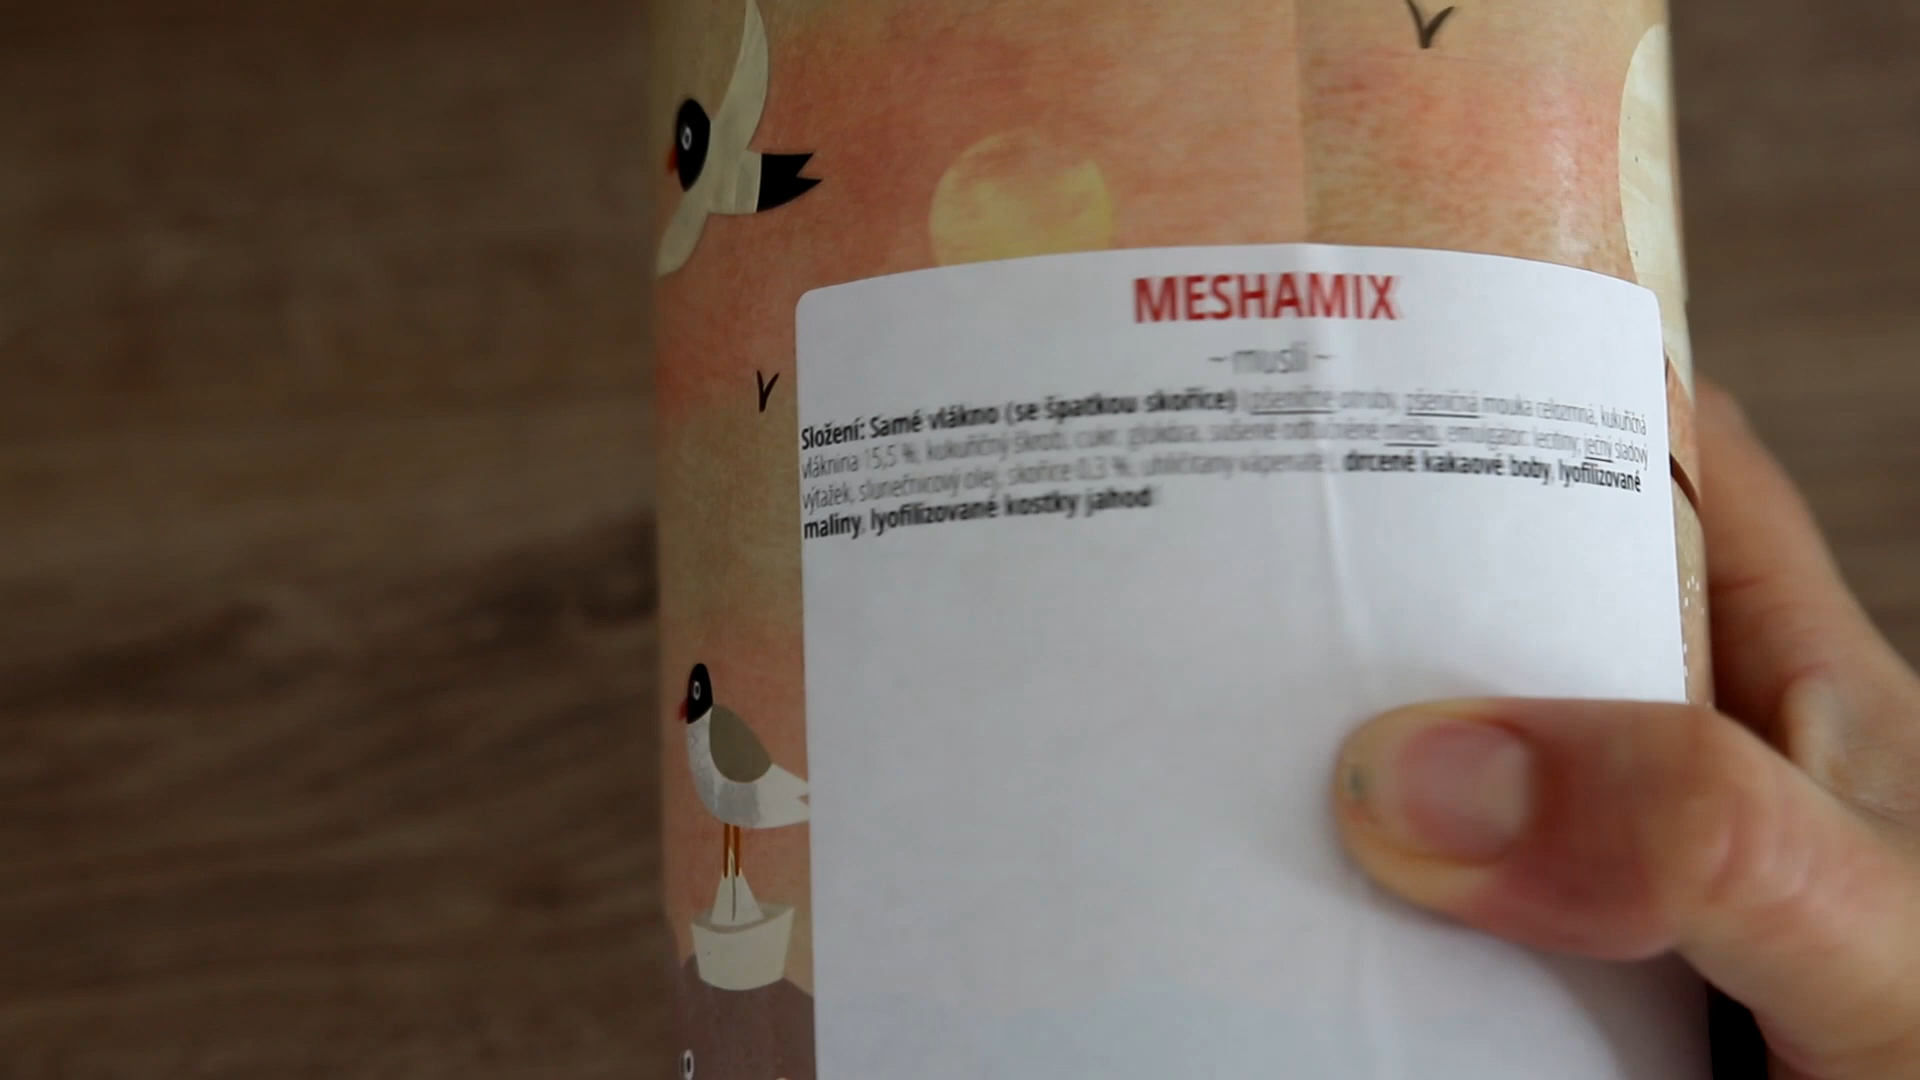 MESHAMIX
~ musli ~
Složení: Samé vlákno (se špatkou skořice) (pšeničné otruby, pšeničná mouka celozrnná, kukuřičná
vláknina 15,5 %, kukuřičný škrob, cukr, glukóza, sušené odtučněné mléko, emulgátor: lecitiny, ječný sladový
výtažek, slunečnicový olej, skořice 0,3 %, uhličitany vápenaté), drcené kakaové boby, lyofilizované
maliny, lyofilizované kostky jahod